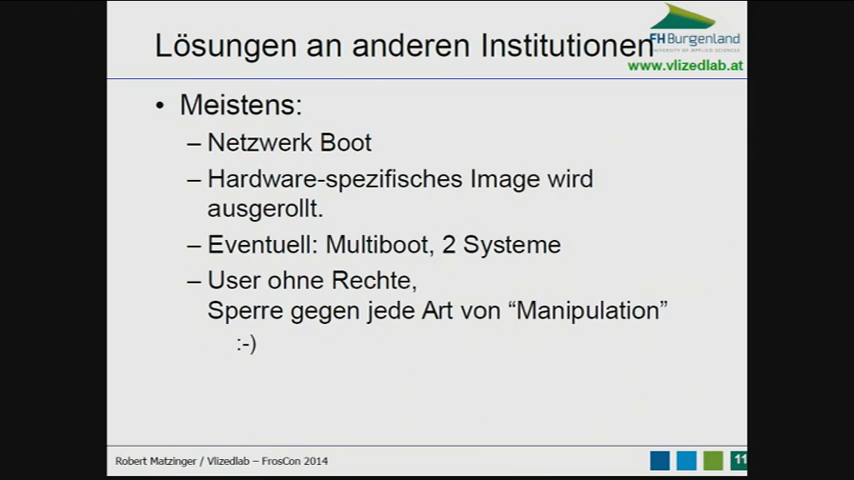 Lösungen an anderen Institutionen
FHBurgenland
UNIVERSITY OF APPLIED SCIENCES
www.vlizedlab.at
• Meistens:
– Netzwerk Boot
– Hardware-spezifisches Image wird
ausgerollt.
– Eventuell: Multiboot, 2 Systeme
– User ohne Rechte,
Sperre gegen jede Art von “Manipulation”
:-)
Robert Matzinger / Vlizedlab – FrosCon 2014
11